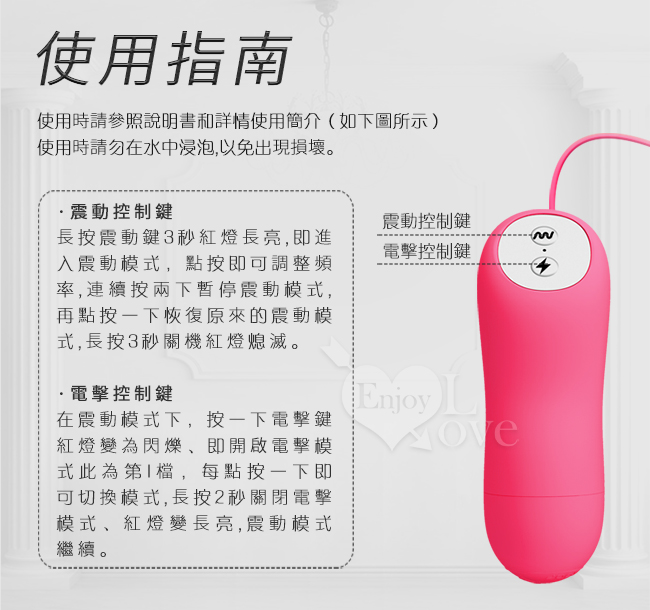 使用指南
使用時請參照說明書和詳情使用簡介（如下圖所示）
使用時請勿在水中浸泡,以免出現損壞。
·震動控制鍵
長按震動鍵3秒紅燈長亮,即進
入震動模式，點按即可調整頻
率,連續按兩下暫停震動模式,
再點按一下恢復原來的震動模
式,長按3秒關機紅燈熄滅。
·電擊控制鍵
在震動模式下，按一下電擊鍵
紅燈變為閃爍、即開啟電擊模
式此為第1檔，每點按一下即
可切換模式,長按2秒關閉電擊
模式、紅燈變長亮,震動模式
繼續。
震動控制鍵
電擊控制鍵
Enjoy Love